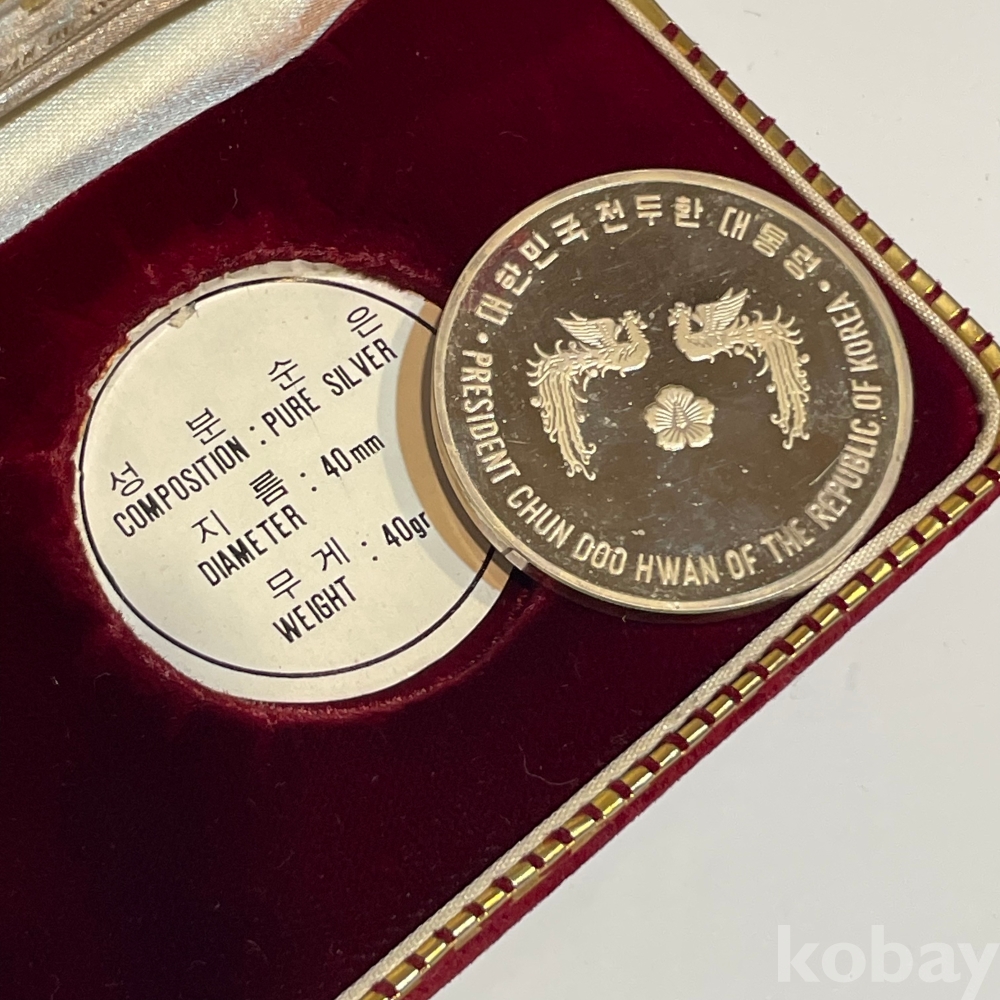 성 분 순 은
COMPOSITION : PURE SILVER
지 름 : 40mm
DIAMETER
무 게 : 40gr
WEIGHT
• 대한민국 전두환 대통령 •
PRESIDENT CHUN DOO HWAN OF THE REPUBLIC OF KOREA
kobay